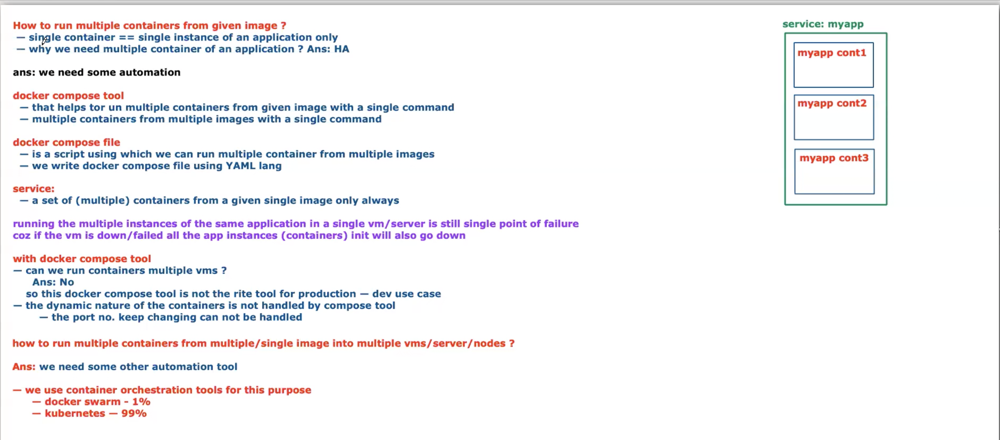 How to run multiple containers from given image ?
— single container == single instance of an application only
— why we need multiple container of an application ? Ans: HA
ans: we need some automation
docker compose tool
— that helps tor un multiple containers from given image with a single command
— multiple containers from multiple images with a single command
docker compose file
— is a script using which we can run multiple container from multiple images
— we write docker compose file using YAML lang
service:
— a set of (multiple) containers from a given single image only always
running the multiple instances of the same application in a single vm/server is still single point of failure
coz if the vm is down/failed all the app instances (containers) init will also go down
with docker compose tool
— can we run containers multiple vms ?
Ans: No
so this docker compose tool is not the rite tool for production — dev use case
— the dynamic nature of the containers is not handled by compose tool
— the port no. keep changing can not be handled
how to run multiple containers from multiple/single image into multiple vms/server/nodes ?
Ans: we need some other automation tool
— we use container orchestration tools for this purpose
— docker swarm - 1%
— kubernetes — 99%
service: myapp
myapp cont1
myapp cont2
myapp cont3